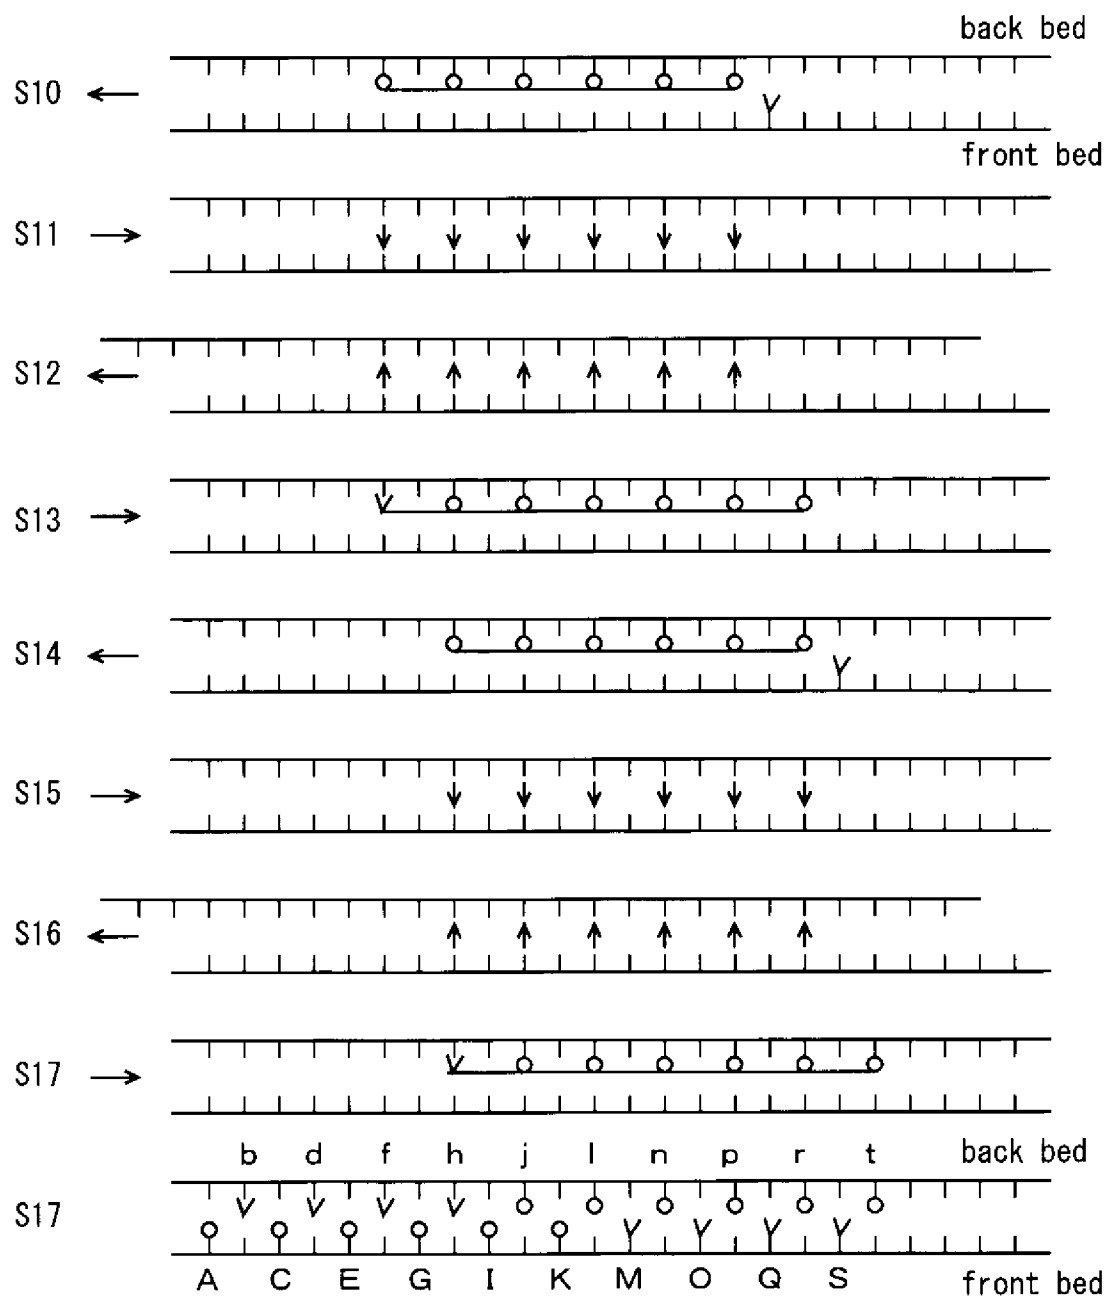 back bed
S10
front bed
S11
S12
S13
S14
S15
S16
S17
b d f h j l n p r t back bed
S17
A C E G I K M O Q S front bed